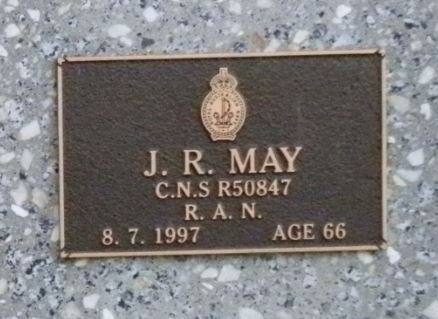 J. R. MAY
C.N.S R50847
R. A. N.
8. 7. 1997 AGE 66